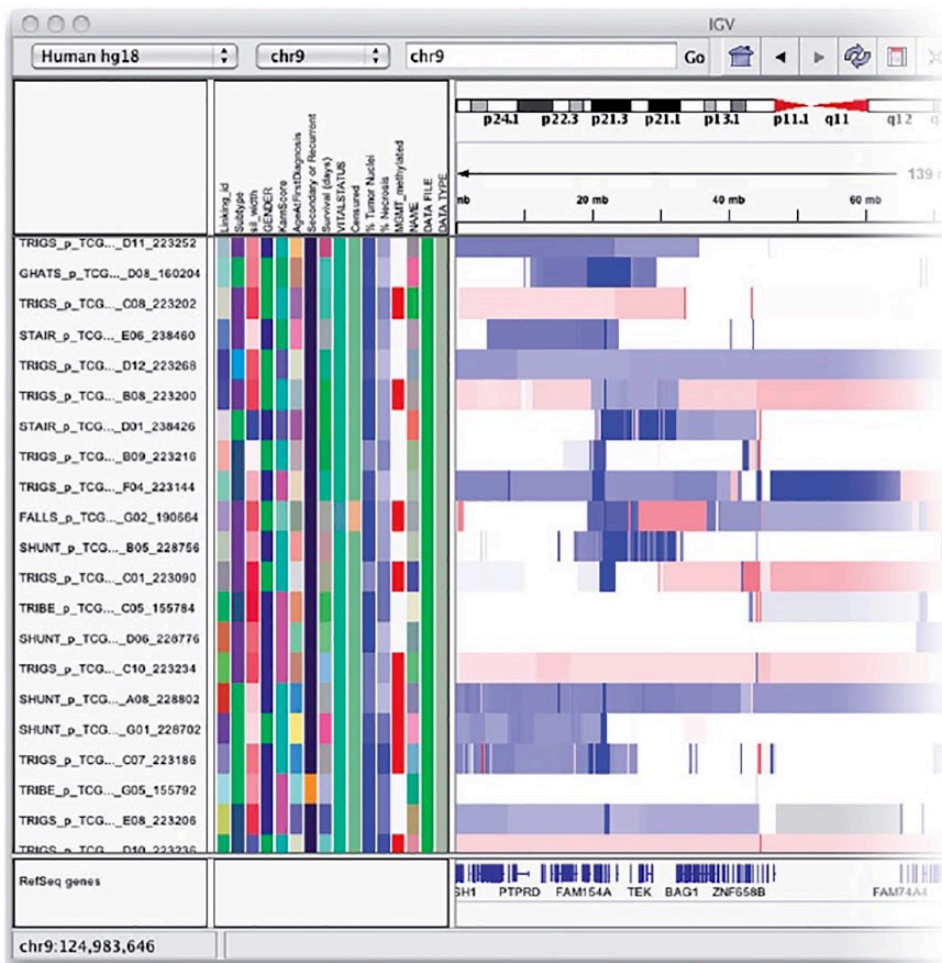 IGV
Human hg18 chr9 chr9 Go
p24.1 p22.3 p21.3 p21.1 p13.1 p11.1 q11 q12
139
20 mb 40 mb 60 mb
Linking_id
Subtype
sil_width
GENDER
KarnScore
AgeAtFirstDiagnosis
Secondary or Recurrent
Survival (days)
VITALSTATUS
Censured
% Tumor Nuclei
% Necrosis
MGMT_methylated
NAME
DATA FILE
DATA TYPE
TRIGS_p_TCG..._D11_223252
GHATS_p_TCG..._D08_160204
TRIGS_p_TCG..._C08_223202
STAIR_p_TCG..._E06_238460
TRIGS_p_TCG..._D12_223268
TRIGS_p_TCG..._B08_223200
STAIR_p_TCG..._D01_238426
TRIGS_p_TCG..._B09_223216
TRIGS_p_TCG..._F04_223144
FALLS_p_TCG..._G02_190664
SHUNT_p_TCG..._B05_228756
TRIGS_p_TCG..._C01_223090
TRIBE_p_TCG..._C05_155784
SHUNT_p_TCG..._D06_228776
TRIGS_p_TCG..._C10_223234
SHUNT_p_TCG..._A08_228802
SHUNT_p_TCG..._G01_228702
TRIGS_p_TCG..._C07_223186
TRIBE_p_TCG..._G05_155792
TRIGS_p_TCG..._E08_223206
TRIGS_p_TCG..._D10_223236
RefSeq genes
SH1 PTPRD FAM154A TEK BAG1 ZNF658B FAM74A4
chr9:124,983,646